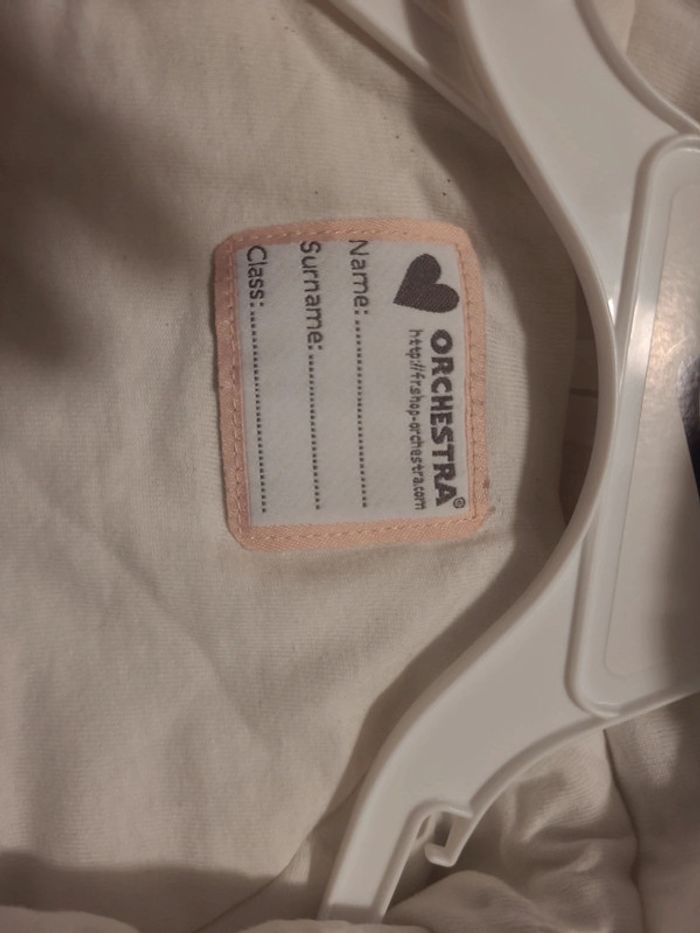 ORCHESTRA®
http://fr.shop-orchestra.com
Name:..............................
Surname:.........................
Class:..............................